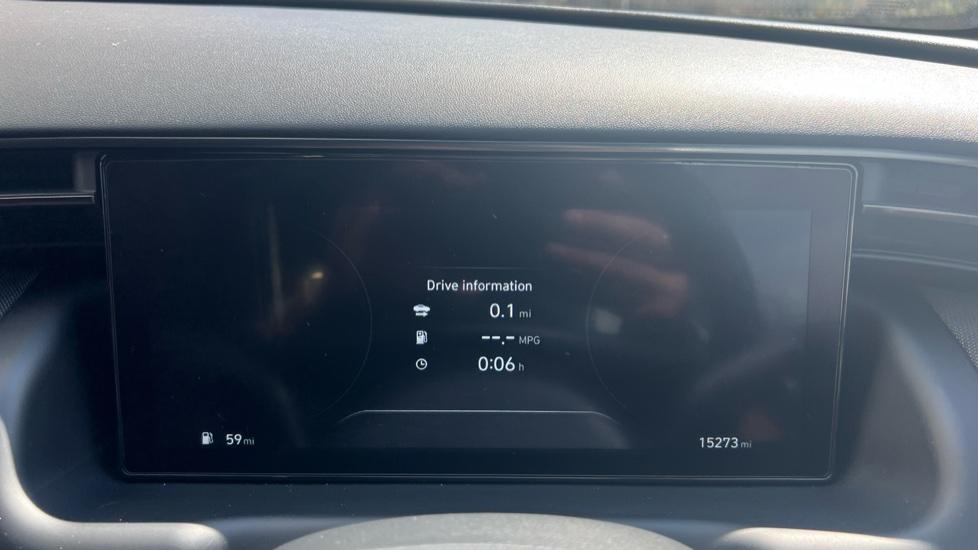 Drive information
0.1 mi
--.- MPG
0:06 h
59 mi
15273 mi